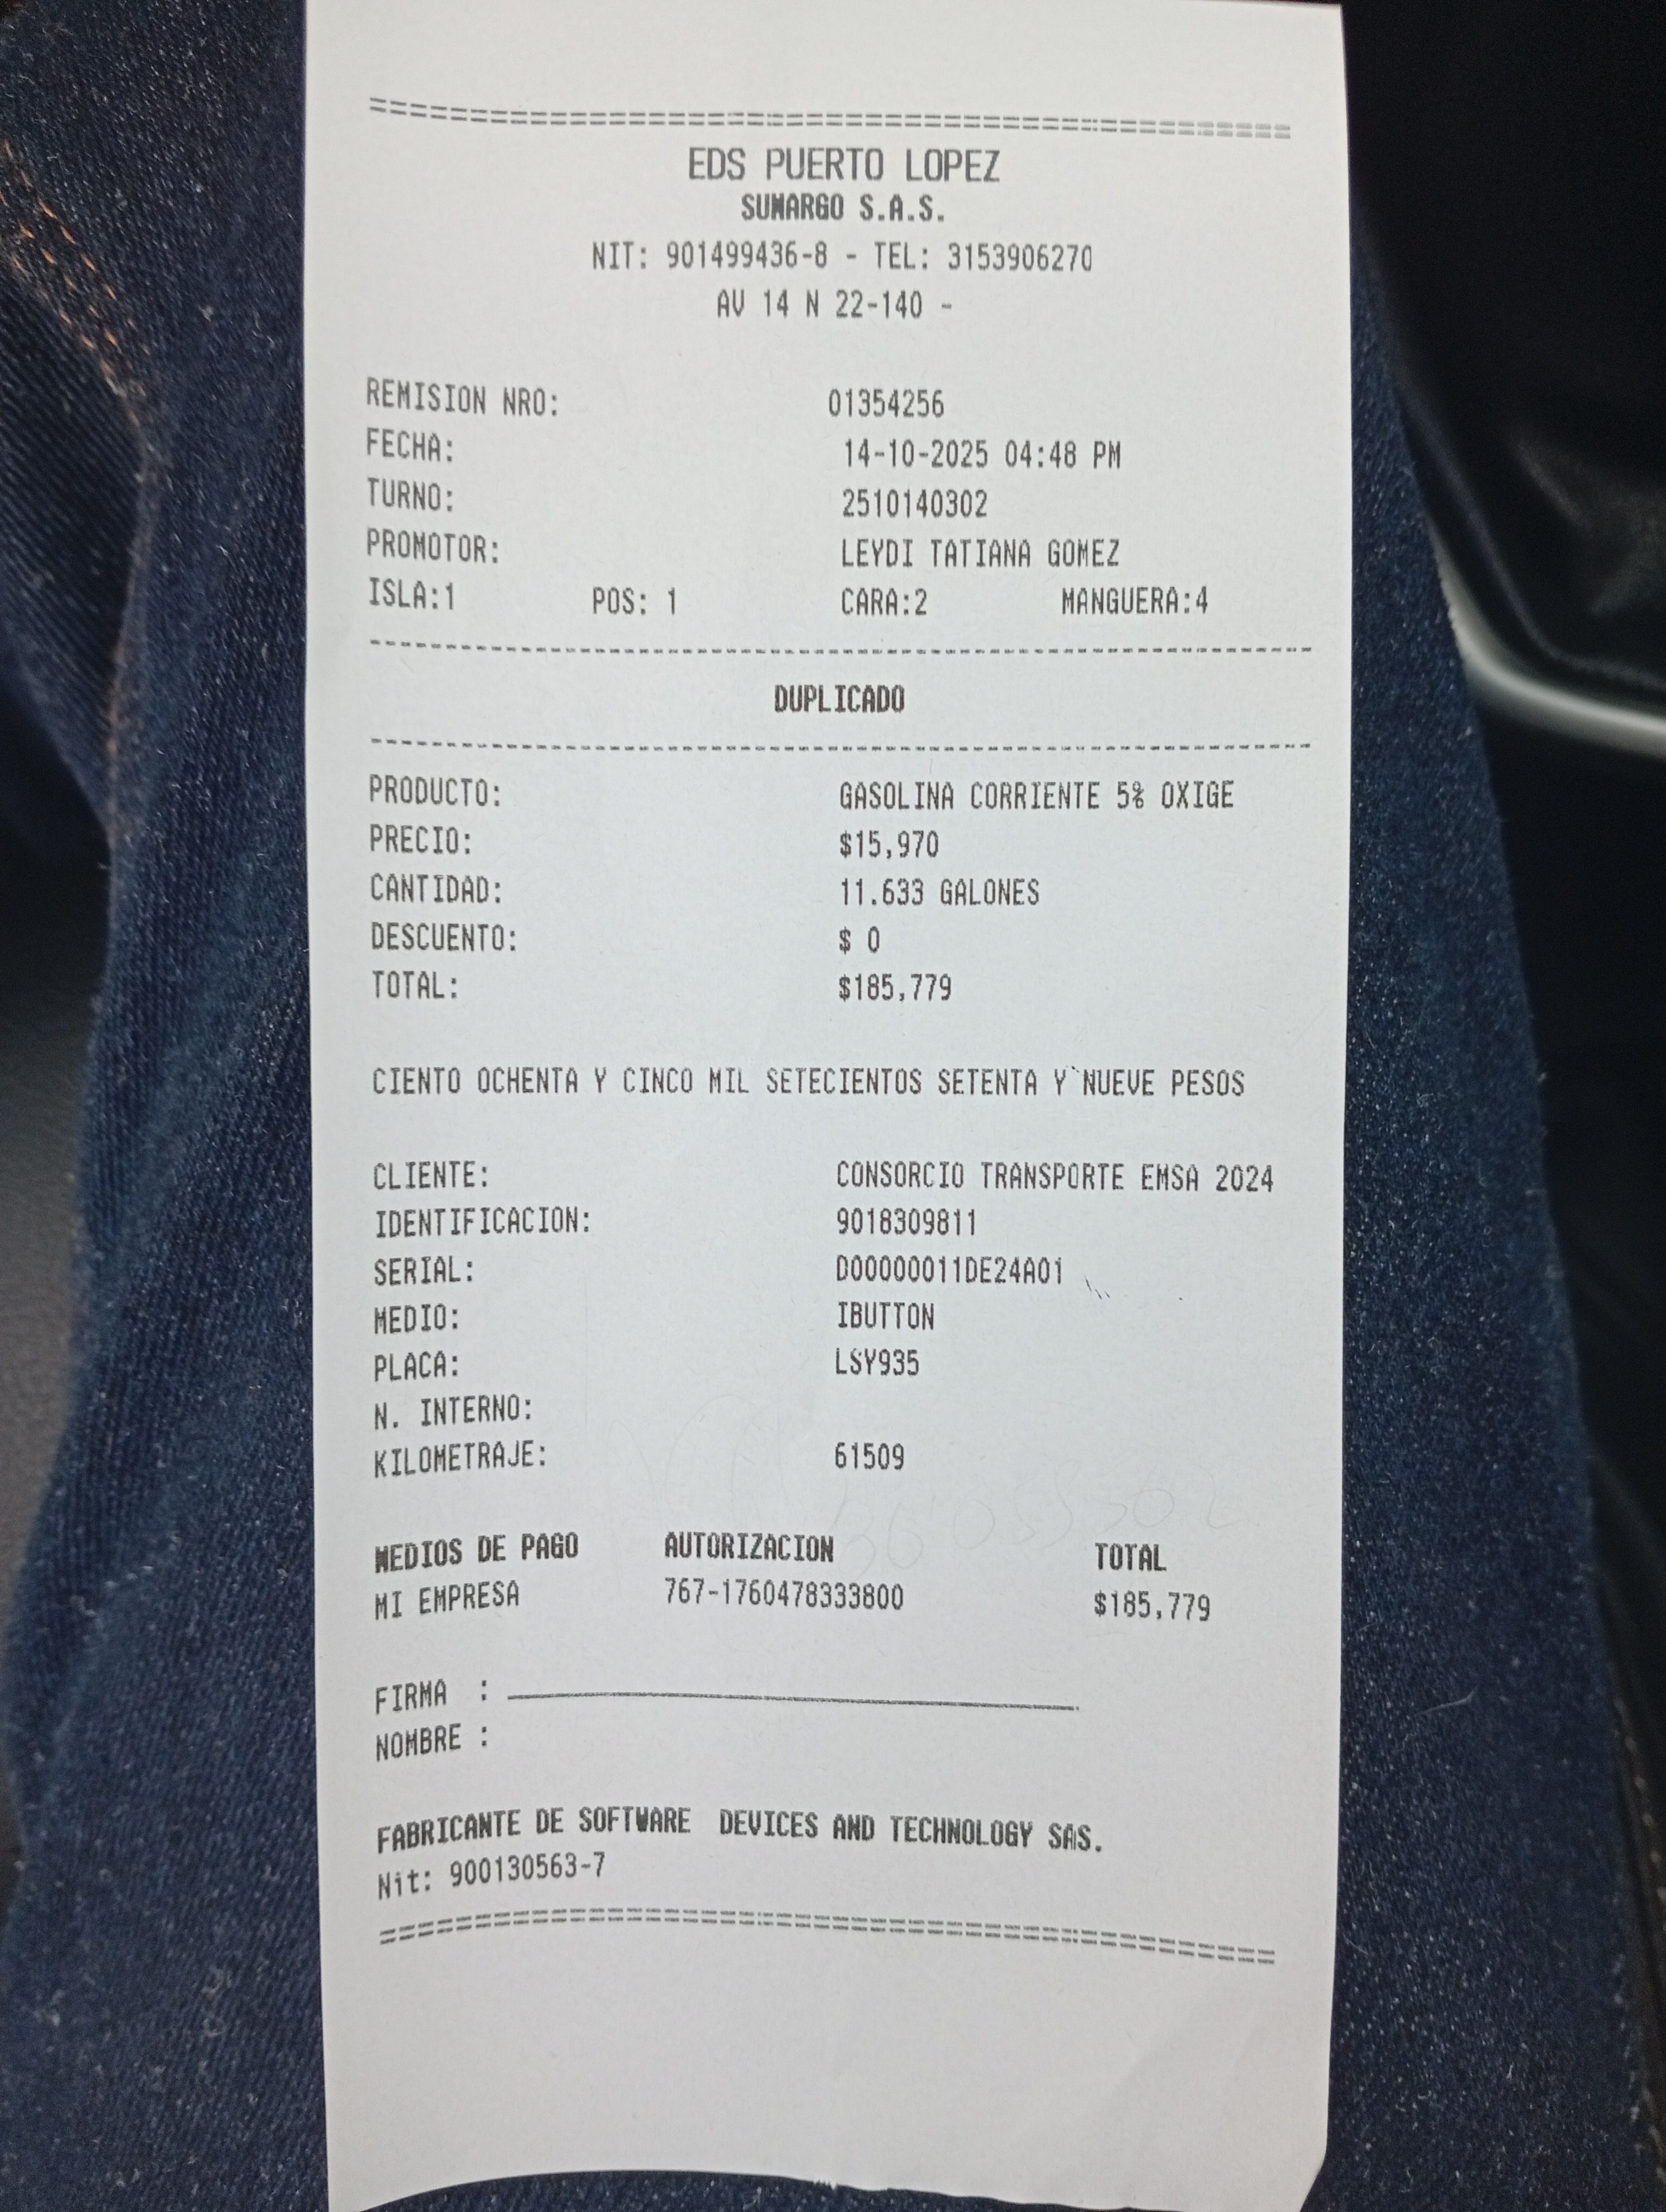 EDS PUERTO LOPEZ
SUMARGO S.A.S.
NIT: 901499436-8 - TEL: 3153906270
AV 14 N 22-140 -
REMISION NRO: 01354256
FECHA: 14-10-2025 04:48 PM
TURNO: 2510140302
PROMOTOR: LEYDI TATIANA GOMEZ
ISLA:1 POS: 1 CARA:2 MANGUERA:4
DUPLICADO
PRODUCTO: GASOLINA CORRIENTE 5% OXIGE
PRECIO: $15,970
CANTIDAD: 11.633 GALONES
DESCUENTO: $ 0
TOTAL: $185,779
CIENTO OCHENTA Y CINCO MIL SETECIENTOS SETENTA Y NUEVE PESOS
CLIENTE: CONSORCIO TRANSPORTE EMSA 2024
IDENTIFICACION: 9018309811
SERIAL: D00000011DE24A01
MEDIO: IBUTTON
PLACA: LSY935
N. INTERNO:
KILOMETRAJE: 61509
MEDIOS DE PAGO AUTORIZACION TOTAL
MI EMPRESA 767-1760478333800 $185,779
FIRMA :
NOMBRE :
FABRICANTE DE SOFTWARE DEVICES AND TECHNOLOGY SAS.
Nit: 900130563-7